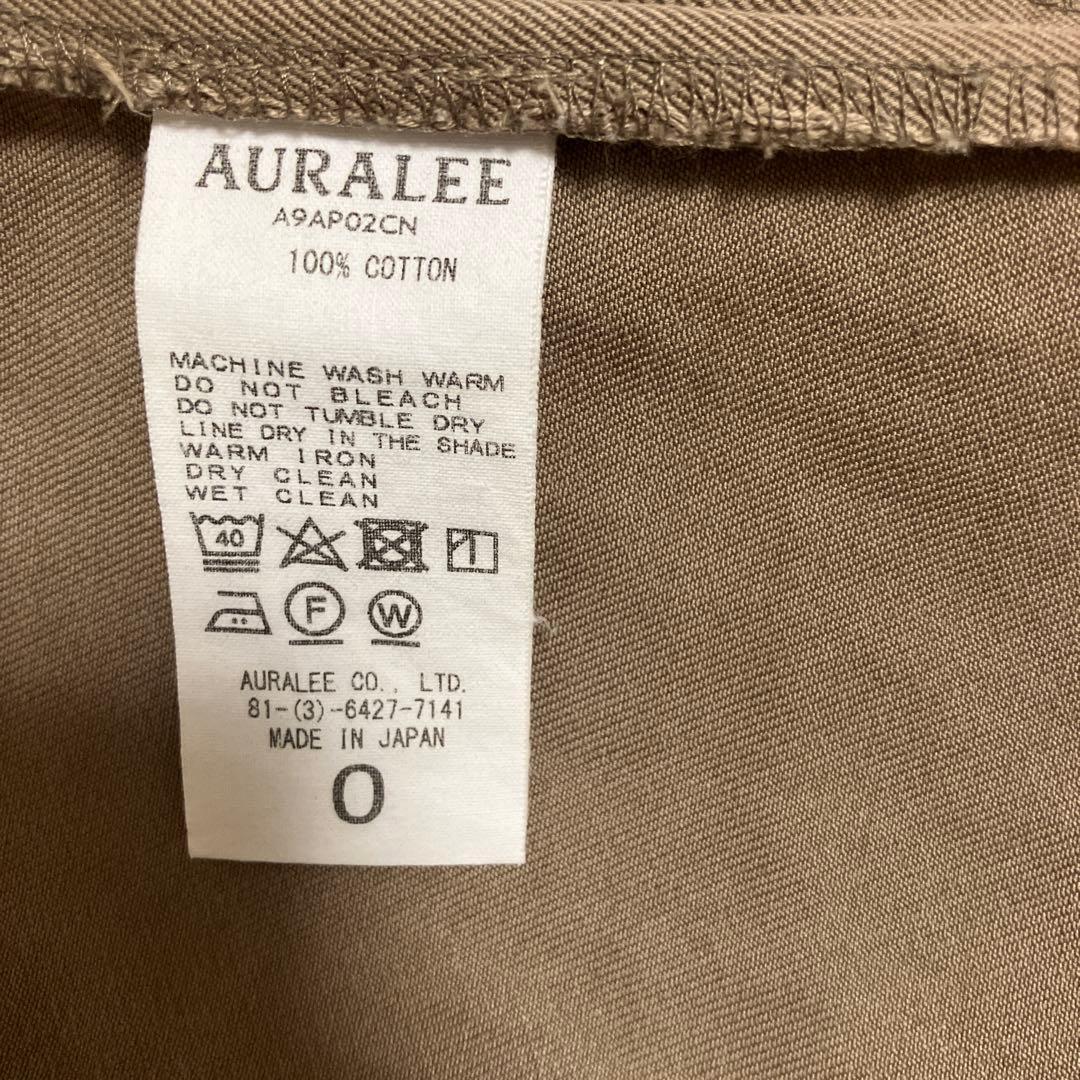 AURALEE
A9AP02CN
100% COTTON
MACHINE WASH WARM
DO NOT BLEACH
DO NOT TUMBLE DRY
LINE DRY IN THE SHADE
WARM IRON
DRY CLEAN
WET CLEAN
40
F W
AURALEE CO., LTD.
81-(3)-6427-7141
MADE IN JAPAN
0